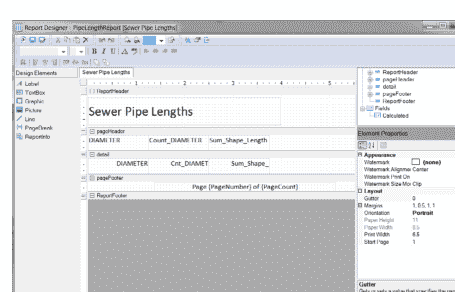 Report Designer - PipeLengthReport [Sewer Pipe Lengths]
B I U
Design Elements
Sewer Pipe Lengths
Label
TextBox
Graphic
Picture
Line
PageBreak
ReportInfo
ReportHeader
Sewer Pipe Lengths
pageHeader
DIAMETER Count_DIAMETER Sum_Shape_Length
detail
DIAMETER Cnt_DIAMET Sum_Shape_
pageFooter
Page {PageNumber} of {PageCount}
ReportFooter
ReportHeader
pageHeader
detail
pageFooter
ReportFooter
Fields
Calculated
Element Properties
Appearance
Watermark (none)
Watermark Alignme Center
Watermark Print On
Watermark Size Mo Clip
Layout
Gutter 0
Margins 1, 0.5, 1, 1
Orientation Portrait
Paper Height 11
Paper Width 8.5
Print Width 6.5
Start Page 1
Gutter